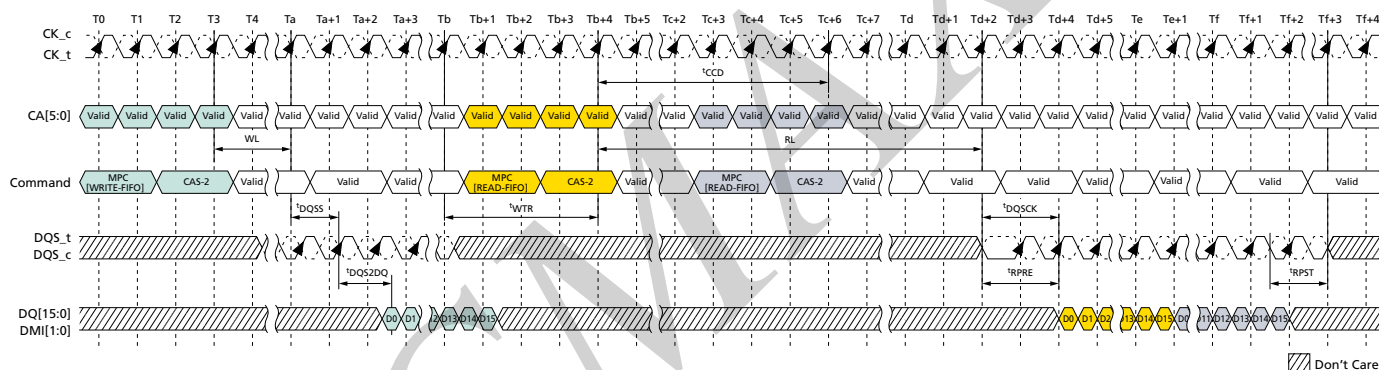 T0 T1 T2 T3 T4 Ta Ta+1 Ta+2 Ta+3 Tb Tb+1 Tb+2 Tb+3 Tb+4 Tb+5 Tc+2 Tc+3 Tc+4 Tc+5 Tc+6 Tc+7 Td Td+1 Td+2 Td+3 Td+4 Td+5 Te Te+1 Tf Tf+1 Tf+2 Tf+3 Tf+4
CK_c
CK_t
tCCD
CA[5:0] Valid Valid Valid Valid Valid Valid Valid Valid Valid Valid Valid Valid Valid Valid Valid Valid Valid Valid Valid Valid Valid Valid Valid Valid Valid Valid Valid Valid Valid Valid Valid Valid Valid Valid
WL RL
Command MPC [WRITE-FIFO] CAS-2 Valid Valid Valid MPC [READ-FIFO] CAS-2 Valid MPC [READ-FIFO] CAS-2 Valid Valid Valid Valid Valid Valid Valid
tDQSS tWTR tDQSCK
DQS_t
DQS_c
tDQS2DQ tRPRE tRPST
DQ[15:0] D0 D1 D13 D14 D15 D0 D1 D2 D13 D14 D15 D0 D12 D13 D14 D15
DMI[1:0]
Don't Care